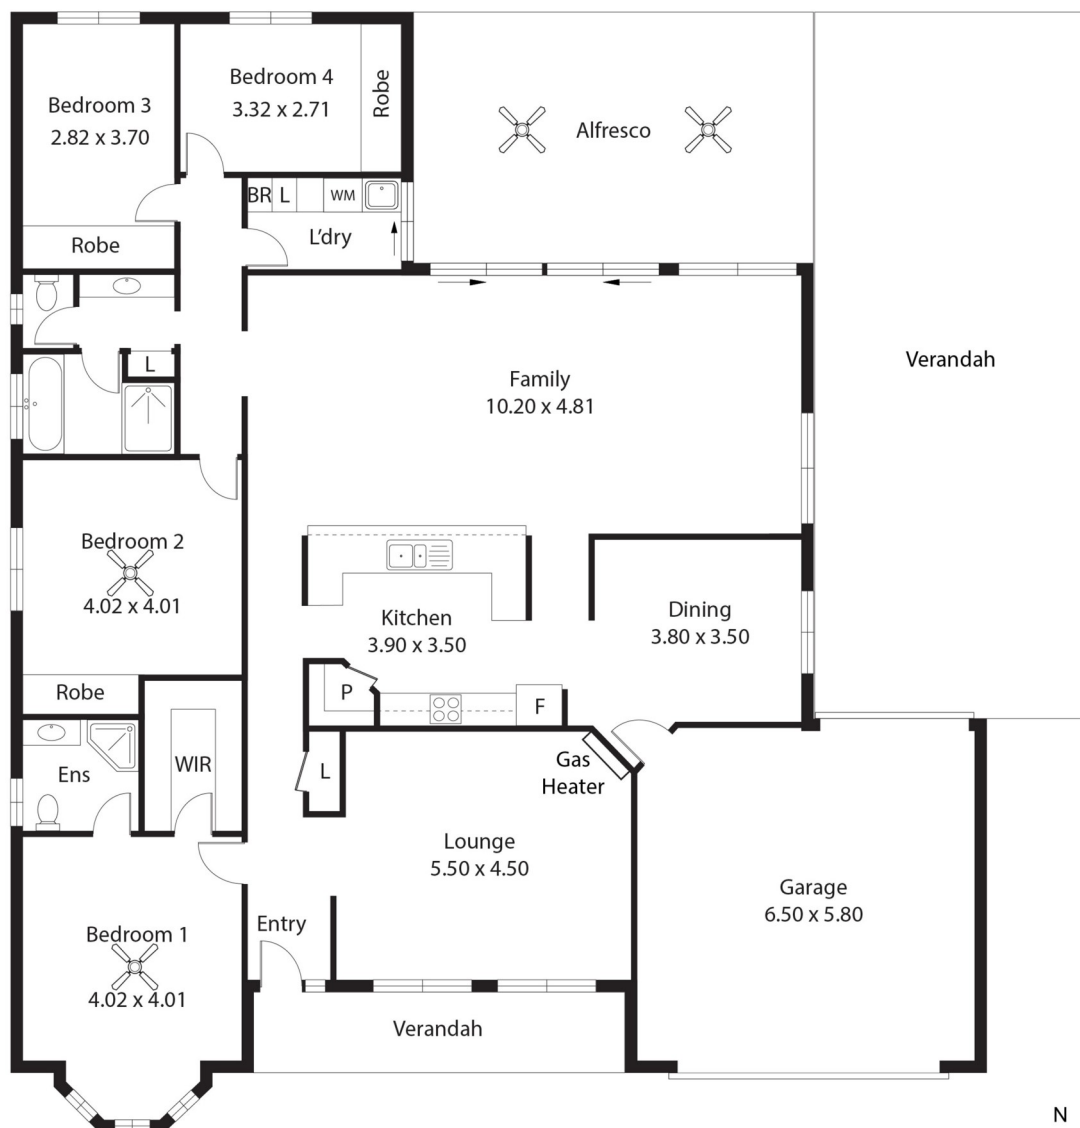 Bedroom 3
2.82 x 3.70
Robe
Bedroom 4
3.32 x 2.71
Robe
Alfresco
BR L WM
L'dry
L
Family
10.20 x 4.81
Verandah
Bedroom 2
4.02 x 4.01
Robe
Kitchen
3.90 x 3.50
P
F
Dining
3.80 x 3.50
Ens
WIR
L
Gas
Heater
Lounge
5.50 x 4.50
Garage
6.50 x 5.80
Entry
Bedroom 1
4.02 x 4.01
Verandah
N